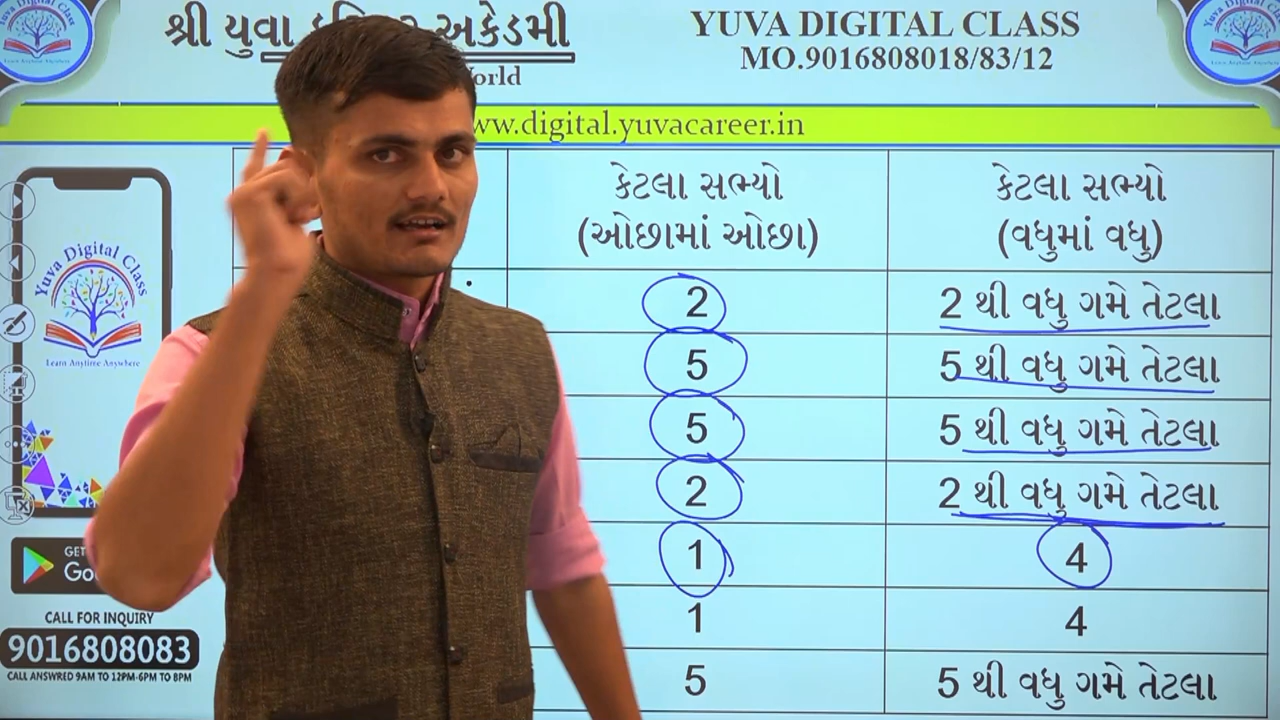 શ્રી યુવા અકેડમી
YUVA DIGITAL CLASS
MO.9016808018/83/12
ww.digital.yuvacareer.in
કેટલા સભ્યો
(ઓછામાં ઓછા)
કેટલા સભ્યો
(વધુમાં વધુ)
2
2 થી વધુ ગમે તેટલા
5
5 થી વધુ ગમે તેટલા
5
5 થી વધુ ગમે તેટલા
2
2 થી વધુ ગમે તેટલા
1
4
1
4
5
5 થી વધુ ગમે તેટલા
Yuva Digital Class
Learn Anytime Anywhere
GET
CALL FOR INQUIRY
9016808083
CALL ANSWRED 9AM TO 12PM-6PM TO 8PM